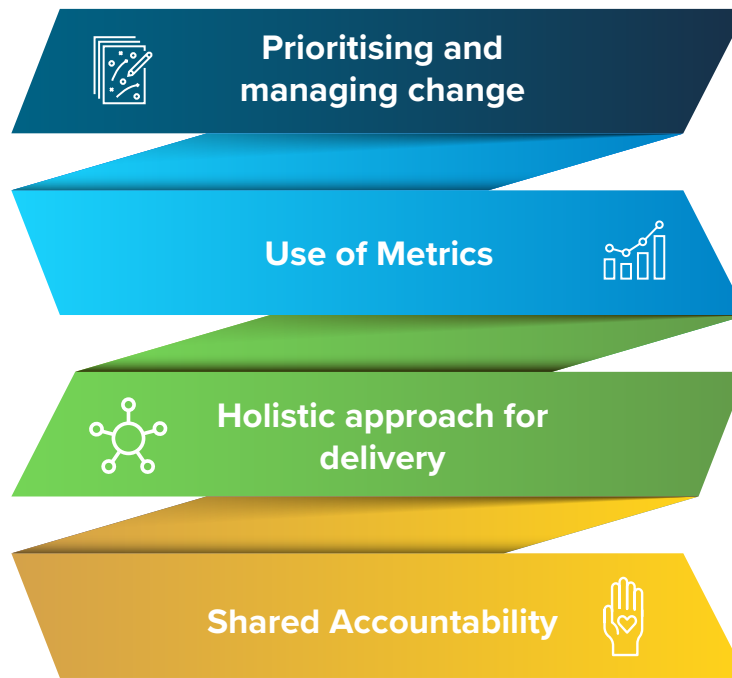 Prioritising and
managing change
Use of Metrics
Holistic approach for
delivery
Shared Accountability